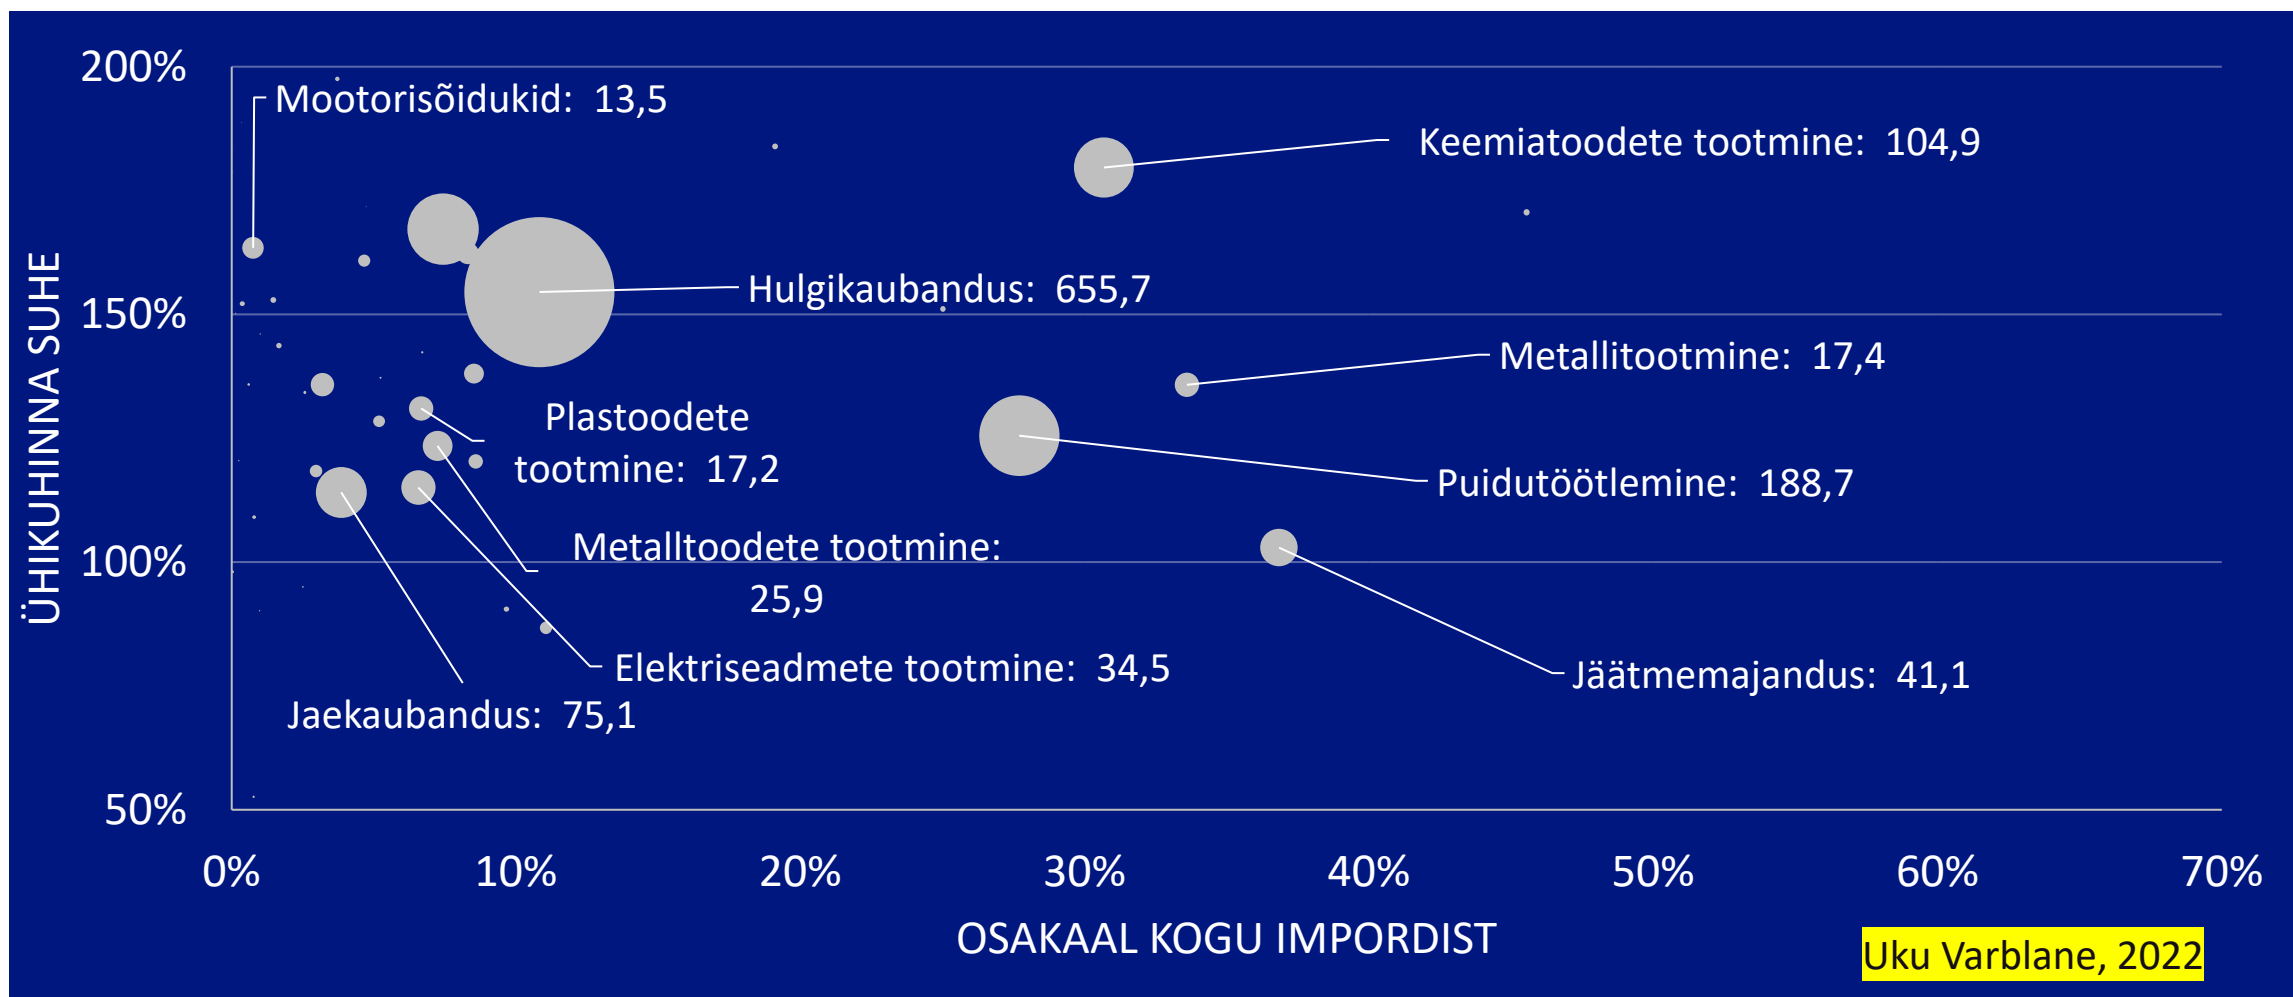 200%
Mootorisõidukid: 13,5
Keemiatoodete tootmine: 104,9
Hulgikaubandus: 655,7
150%
Metallitootmine: 17,4
Plastoodete
tootmine: 17,2
Puidutöötlemine: 188,7
ÜHIKUHINNA SUHE
100%
Metalltoodete tootmine:
25,9
Elektriseadmete tootmine: 34,5
Jäätmemajandus: 41,1
Jaekaubandus: 75,1
50%
0% 10% 20% 30% 40% 50% 60% 70%
OSAKAAL KOGU IMPORDIST
Uku Varblane, 2022